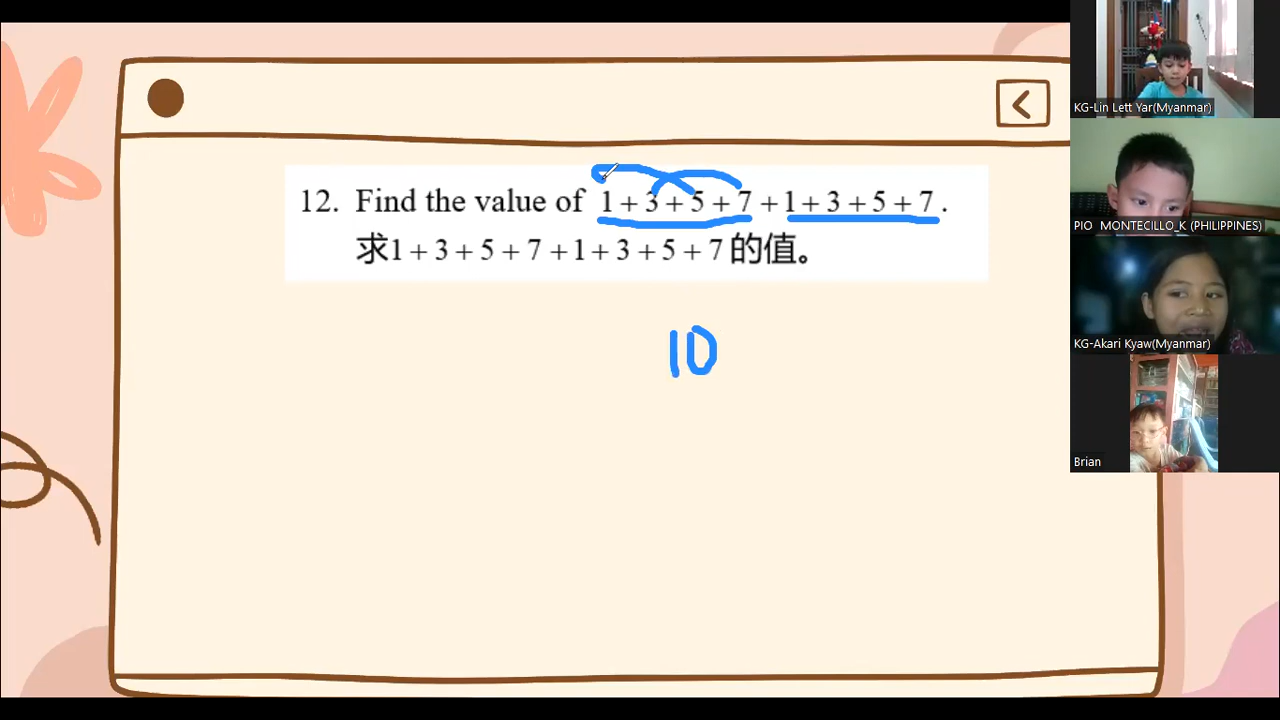 12. Find the value of 1+3+5+7+1+3+5+7.
求1+3+5+7+1+3+5+7的值。
10
KG-Lin Lett Yar(Myanmar)
PIO MONTECILLO_K (PHILIPPINES)
KG-Akari Kyaw(Myanmar)
Brian